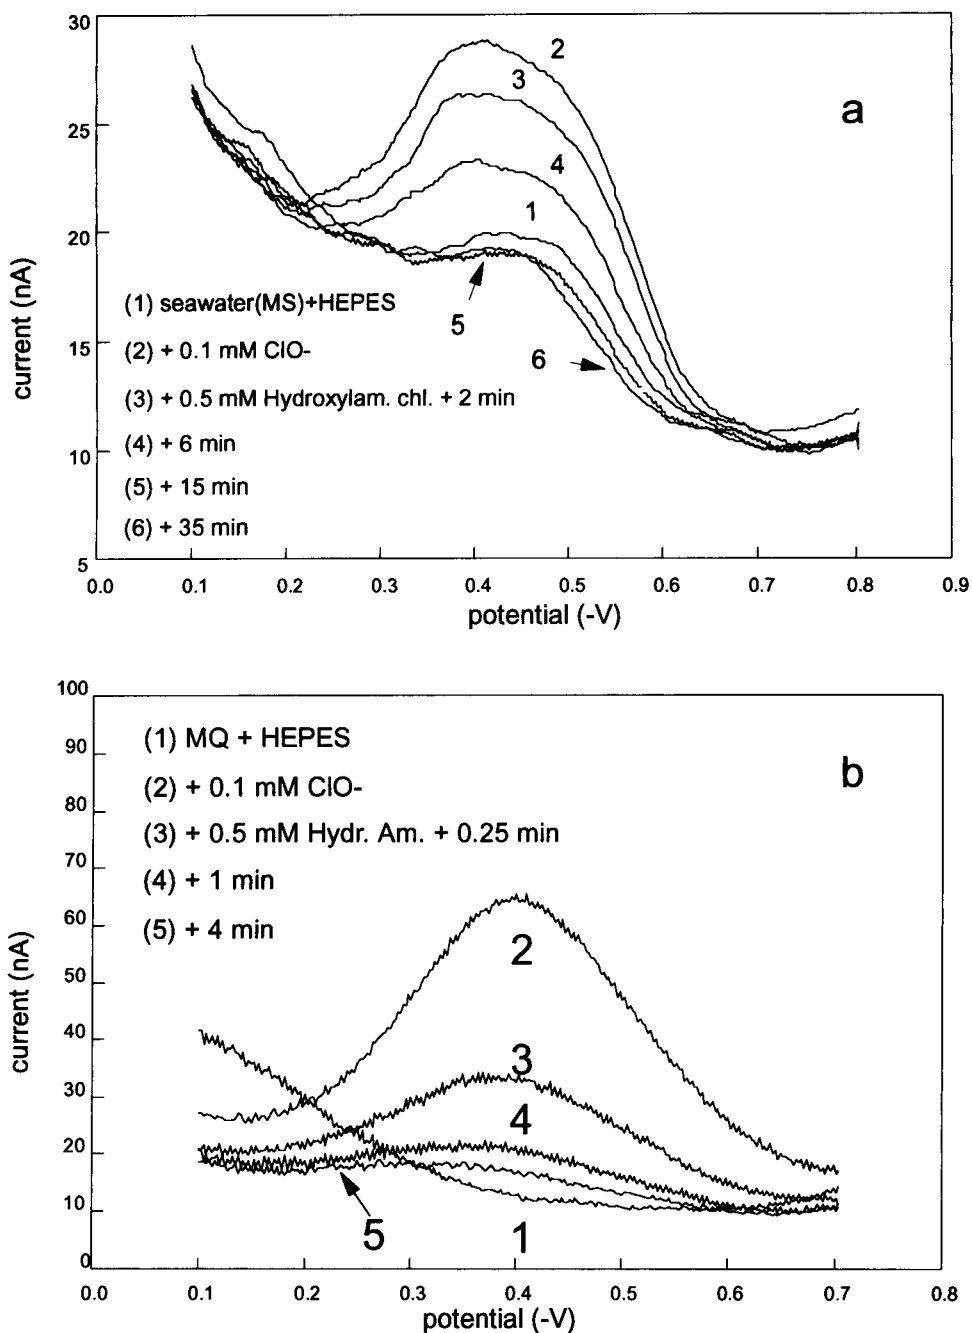 30
25
20
15
10
5
current (nA)
a
2
3
4
1
5
6
(1) seawater(MS)+HEPES
(2) + 0.1 mM ClO-
(3) + 0.5 mM Hydroxylam. chl. + 2 min
(4) + 6 min
(5) + 15 min
(6) + 35 min
0.0 0.1 0.2 0.3 0.4 0.5 0.6 0.7 0.8 0.9
potential (-V)
100
90
80
70
60
50
40
30
20
10
0
current (nA)
b
(1) MQ + HEPES
(2) + 0.1 mM ClO-
(3) + 0.5 mM Hydr. Am. + 0.25 min
(4) + 1 min
(5) + 4 min
2
3
4
5
1
0.0 0.1 0.2 0.3 0.4 0.5 0.6 0.7 0.8
potential (-V)